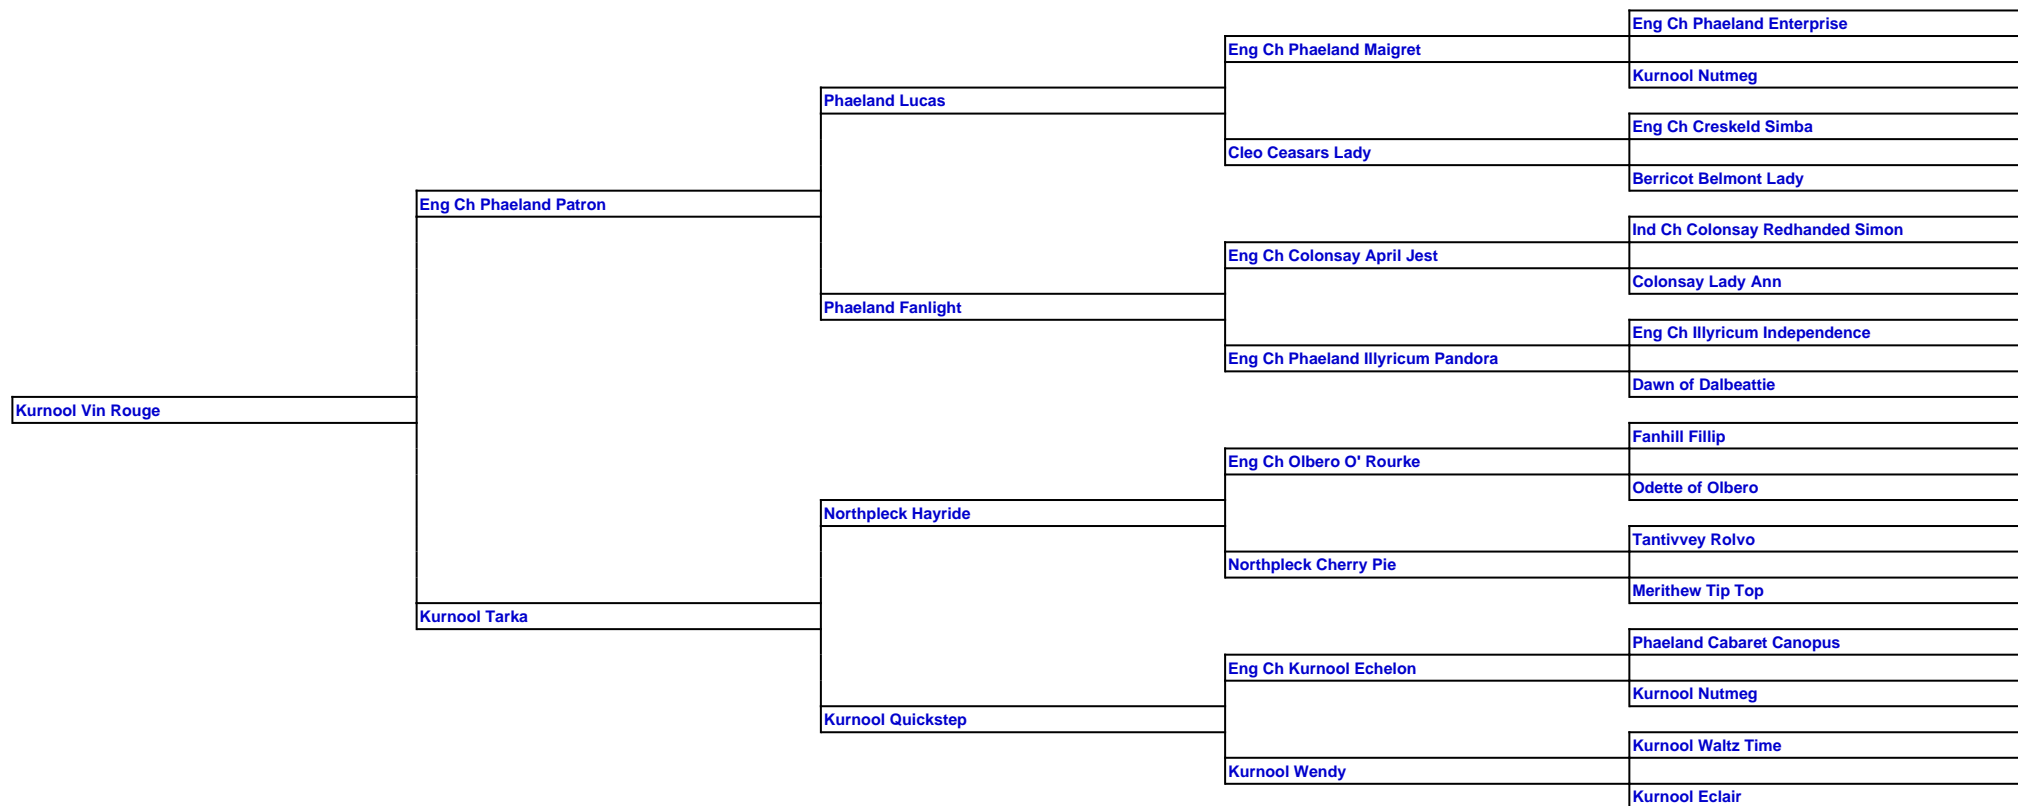 Eng Ch Phaeland Enterprise
Eng Ch Phaeland Maigret
Kurnool Nutmeg
Phaeland Lucas
Eng Ch Creskeld Simba
Cleo Ceasars Lady
Berricot Belmont Lady
Eng Ch Phaeland Patron
Ind Ch Colonsay Redhanded Simon
Eng Ch Colonsay April Jest
Colonsay Lady Ann
Phaeland Fanlight
Eng Ch Illyricum Independence
Eng Ch Phaeland Illyricum Pandora
Dawn of Dalbeattie
Kurnool Vin Rouge
Fanhill Fillip
Eng Ch Olbero O' Rourke
Odette of Olbero
Northpleck Hayride
Tantivvey Rolvo
Northpleck Cherry Pie
Merithew Tip Top
Kurnool Tarka
Phaeland Cabaret Canopus
Eng Ch Kurnool Echelon
Kurnool Nutmeg
Kurnool Quickstep
Kurnool Waltz Time
Kurnool Wendy
Kurnool Eclair